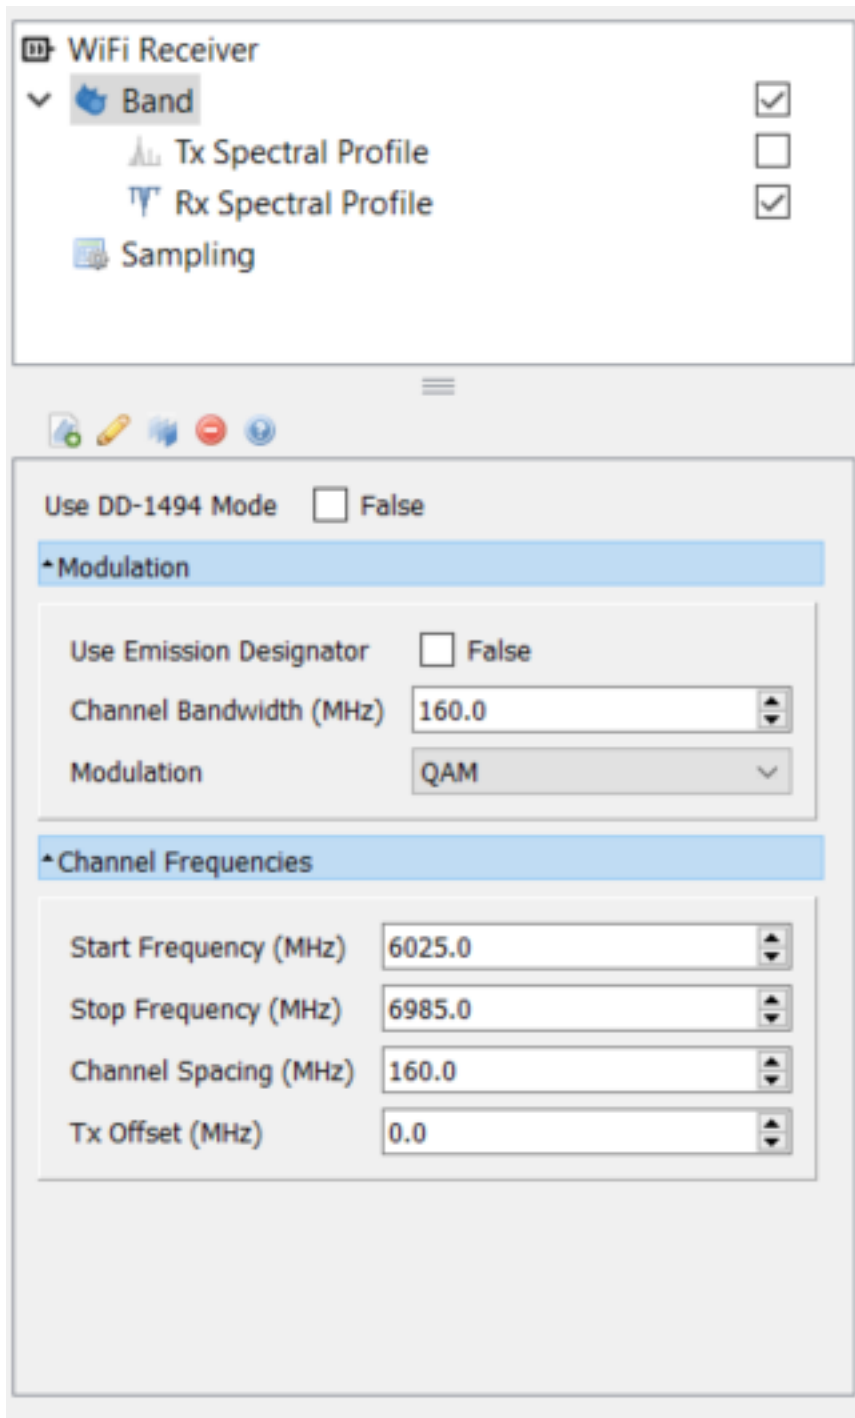 WiFi Receiver
Band
Tx Spectral Profile
Rx Spectral Profile
Sampling
Use DD-1494 Mode False
Modulation
Use Emission Designator False
Channel Bandwidth (MHz) 160.0
Modulation QAM
Channel Frequencies
Start Frequency (MHz) 6025.0
Stop Frequency (MHz) 6985.0
Channel Spacing (MHz) 160.0
Tx Offset (MHz) 0.0